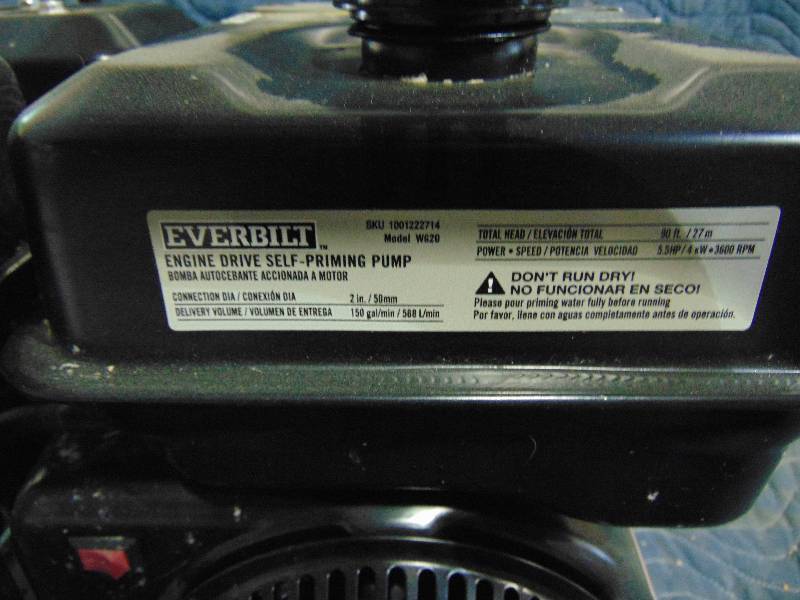 EVERBILT™
SKU 1001222714
Model WG20
ENGINE DRIVE SELF-PRIMING PUMP
BOMBA AUTOCEBANTE ACCIONADA A MOTOR
CONNECTION DIA / CONEXIÓN DIA 2 in. / 50mm
DELIVERY VOLUME / VOLUMEN DE ENTREGA 150 gal/min / 568 L/min
TOTAL HEAD / ELEVACIÓN TOTAL 90 ft. / 27 m
POWER • SPEED / POTENCIA VELOCIDAD 5.5HP / 4 kW • 3600 RPM
DON'T RUN DRY!
NO FUNCIONAR EN SECO!
Please pour priming water fully before running
Por favor, llene con aguas completamente antes de operación.